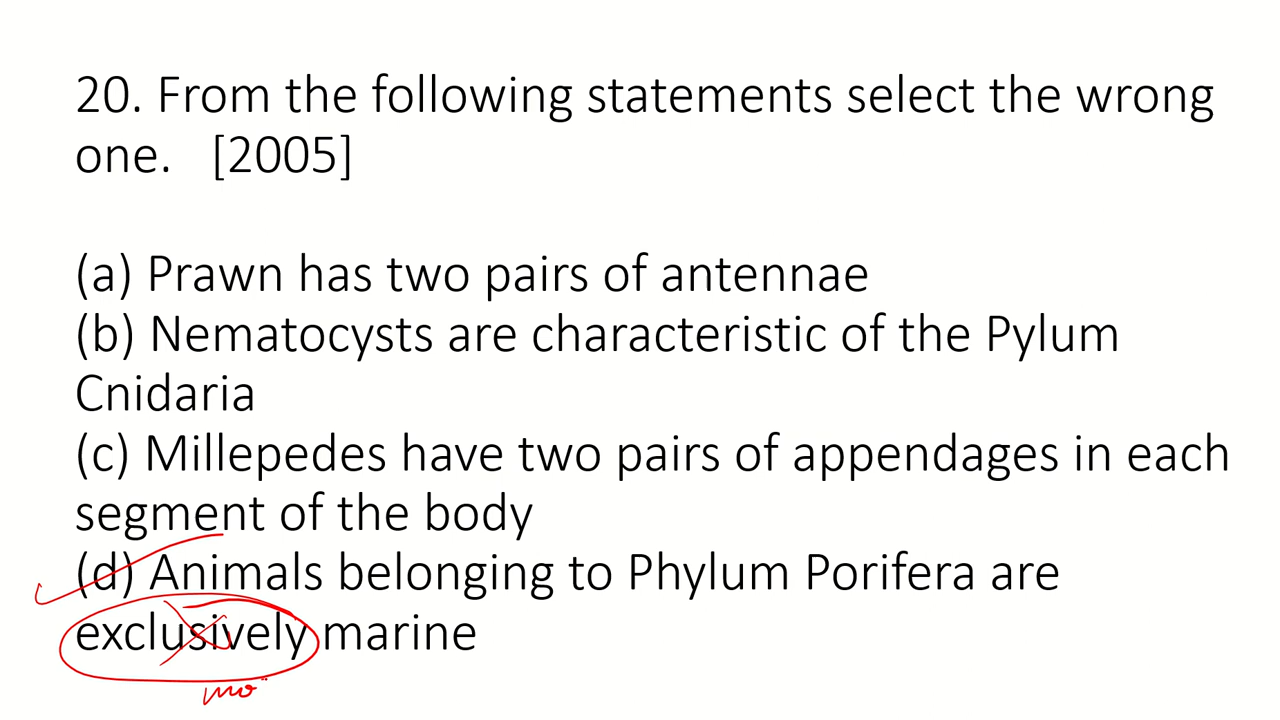 20. From the following statements select the wrong
one. [2005]
(a) Prawn has two pairs of antennae
(b) Nematocysts are characteristic of the Pylum
Cnidaria
(c) Millepedes have two pairs of appendages in each
segment of the body
(d) Animals belonging to Phylum Porifera are
exclusively marine